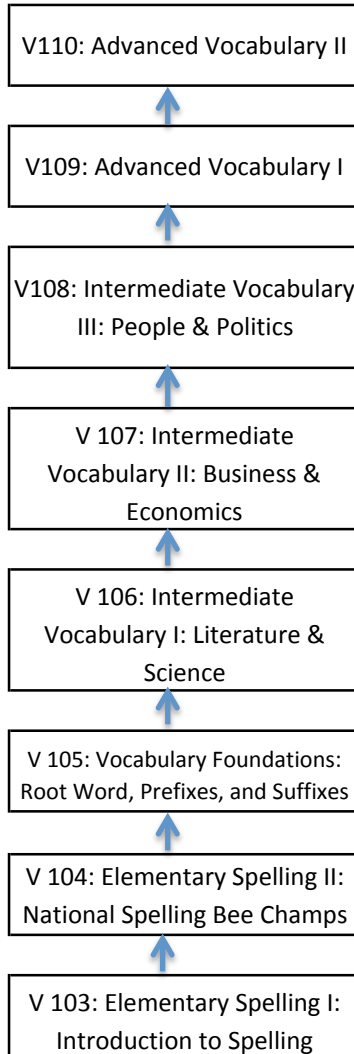 V110: Advanced Vocabulary II
V109: Advanced Vocabulary I
V108: Intermediate Vocabulary
III: People & Politics
V 107: Intermediate
Vocabulary II: Business &
Economics
V 106: Intermediate
Vocabulary I: Literature &
Science
V 105: Vocabulary Foundations:
Root Word, Prefixes, and Suffixes
V 104: Elementary Spelling II:
National Spelling Bee Champs
V 103: Elementary Spelling I:
Introduction to Spelling